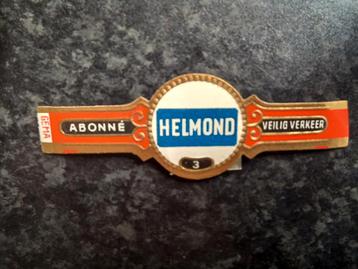 GEMA
ABONNÉ
HELMOND
3
VEILIG VERKEER